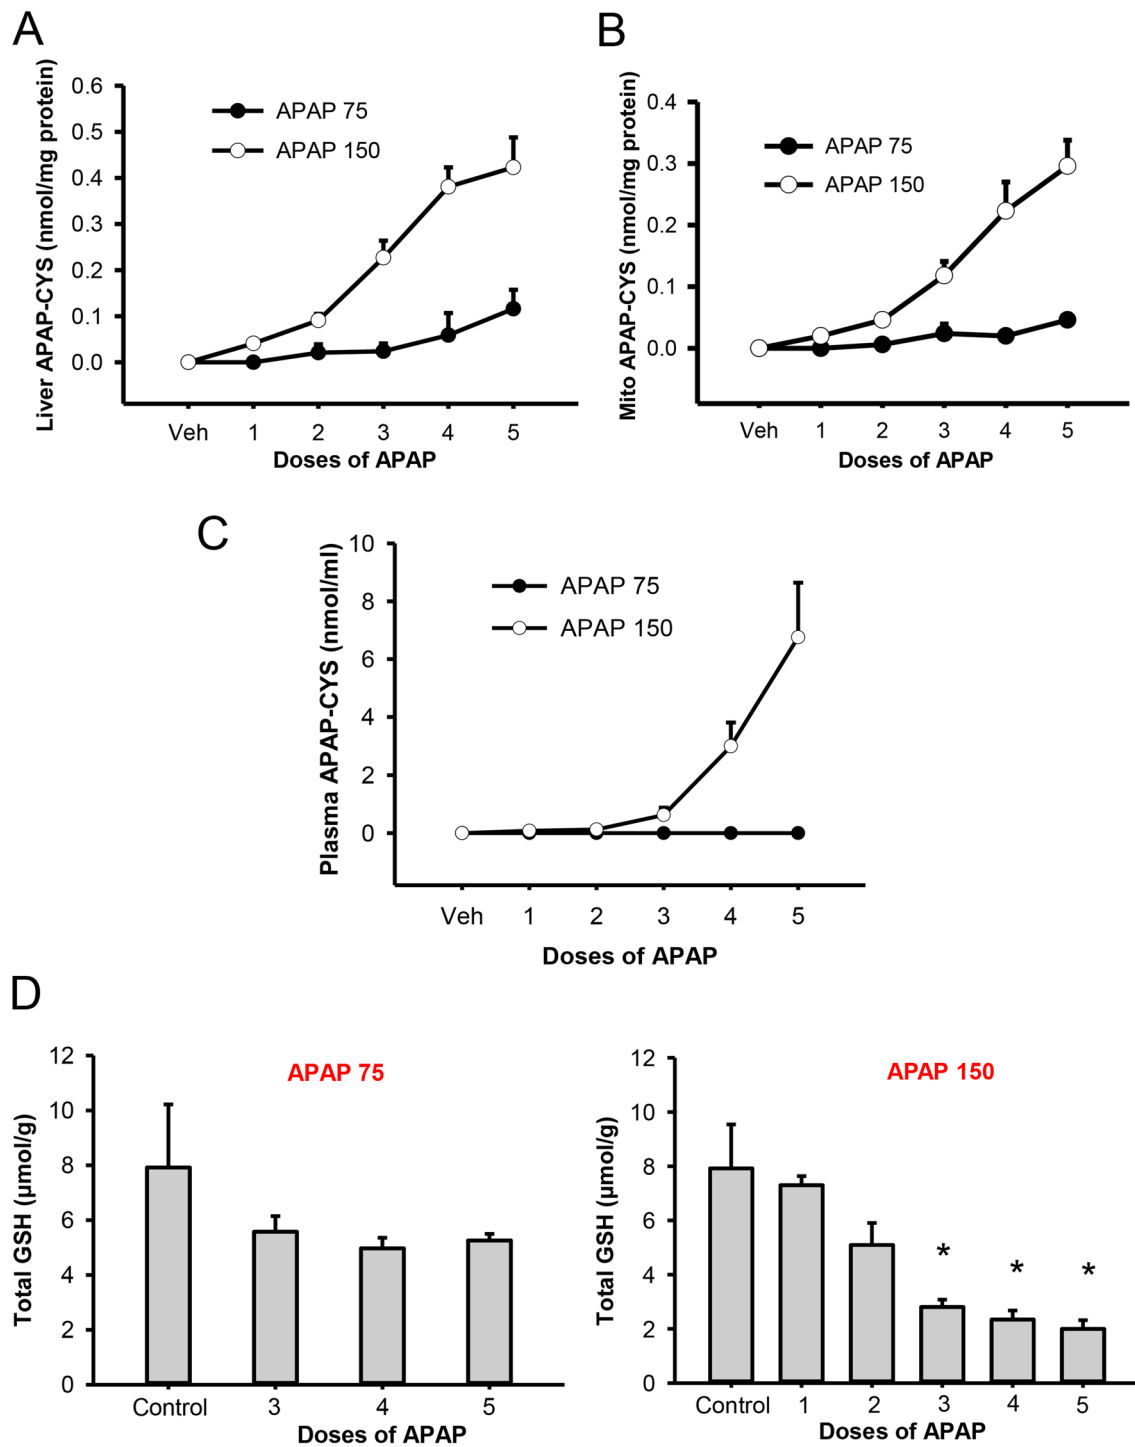 A
Liver APAP-CYS (nmol/mg protein)
0.6
0.5
0.4
0.3
0.2
0.1
0.0
APAP 75
APAP 150
Veh 1 2 3 4 5
Doses of APAP
B
Mito APAP-CYS (nmol/mg protein)
0.4
0.3
0.2
0.1
0.0
APAP 75
APAP 150
Veh 1 2 3 4 5
Doses of APAP
C
Plasma APAP-CYS (nmol/ml)
10
8
6
4
2
0
APAP 75
APAP 150
Veh 1 2 3 4 5
Doses of APAP
D
Total GSH (µmol/g)
12
10
8
6
4
2
0
APAP 75
Control 3 4 5
Doses of APAP
Total GSH (µmol/g)
12
10
8
6
4
2
0
APAP 150
* * *
Control 1 2 3 4 5
Doses of APAP